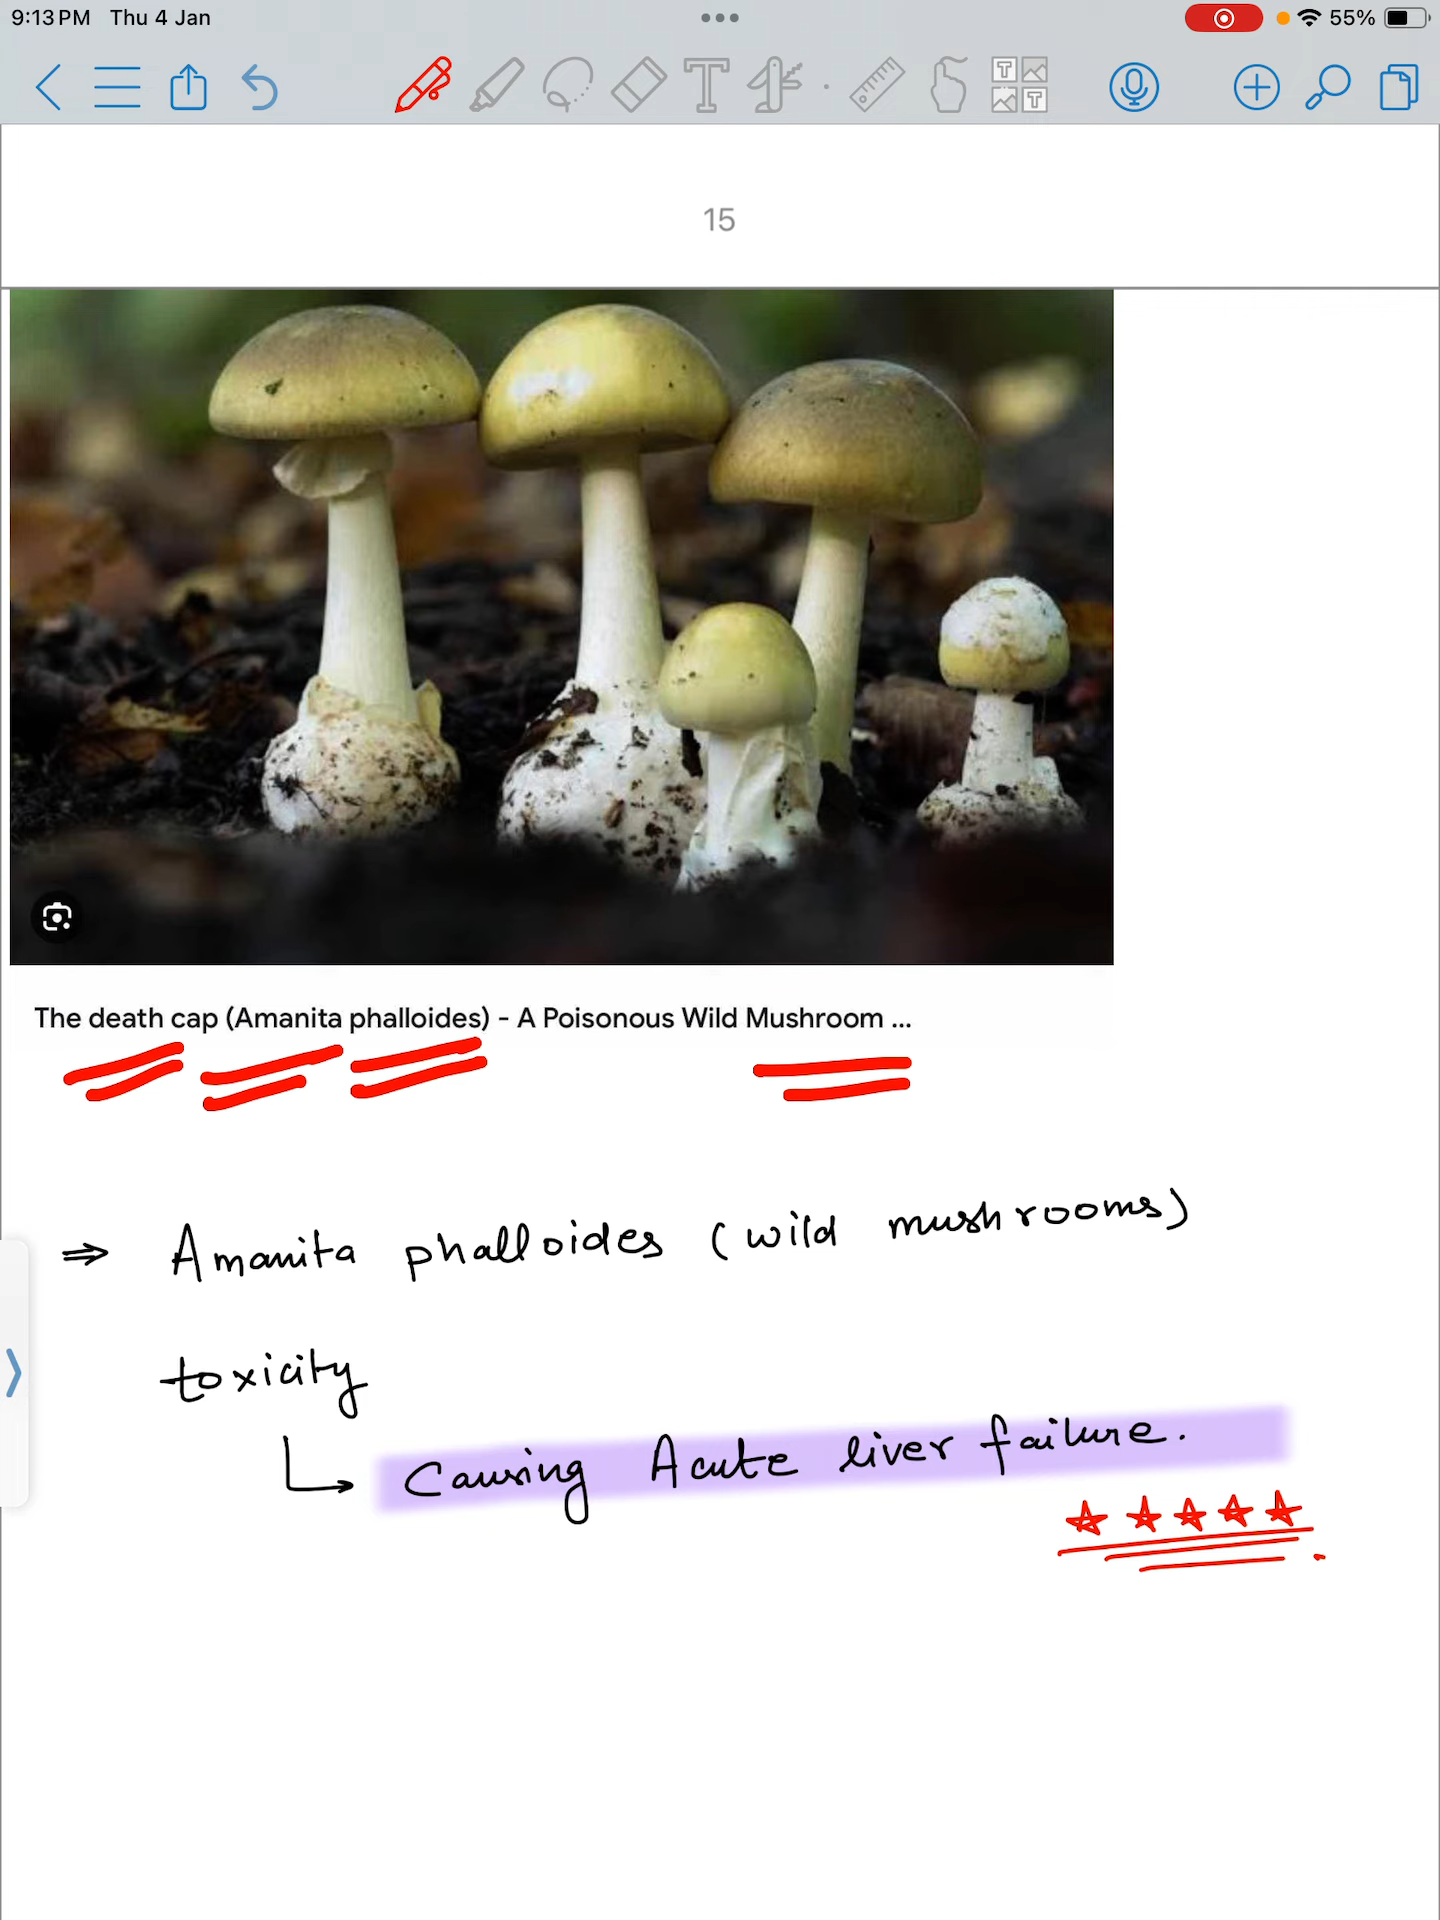 9:13 PM Thu 4 Jan
55%
15
The death cap (Amanita phalloides) - A Poisonous Wild Mushroom ...
⇒ Amanita phalloides (wild mushrooms)
toxicity
↳ Causing Acute liver failure.